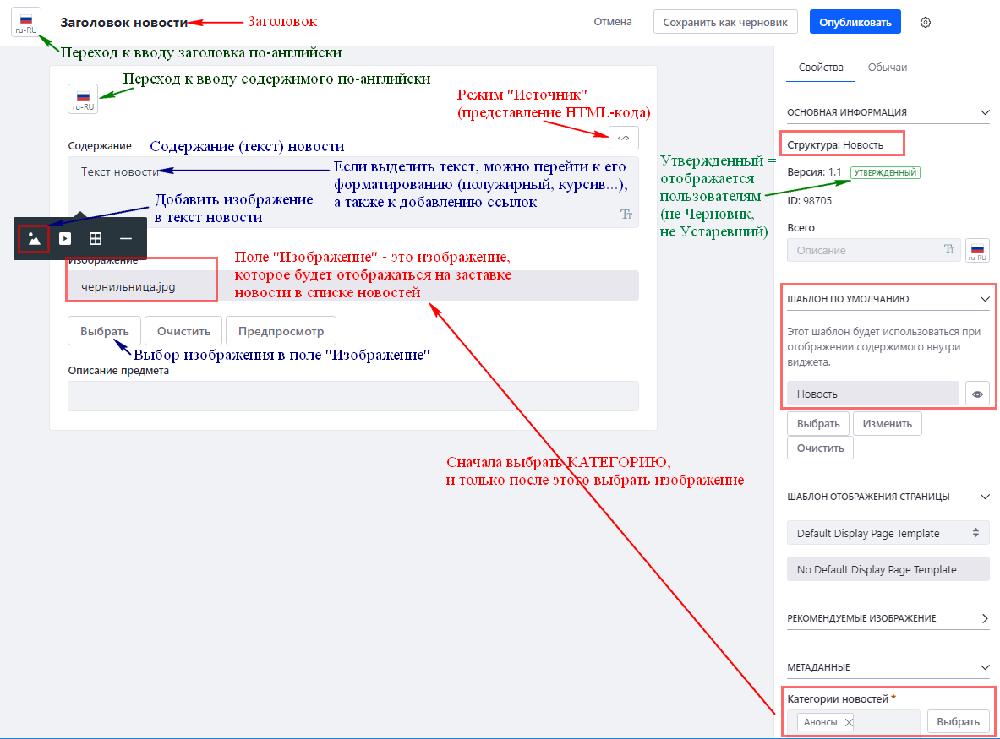 ru-RU
Заголовок новости
Заголовок
Отмена
Сохранить как черновик
Опубликовать
Переход к вводу заголовка по-английски
Переход к вводу содержимого по-английски
ru-RU
Режим "Источник"
(представление HTML-кода)
</>
Содержание
Содержание (текст) новости
Текст новости
Если выделить текст, можно перейти к его
форматированию (полужирный, курсив...),
а также к добавлению ссылок
Тт
Добавить изображение
в текст новости
Изображение
чернильница.jpg
Поле "Изображение" - это изображение,
которое будет отображаться на заставке
новости в списке новостей
Выбрать
Очистить
Предпросмотр
Выбор изображения в поле "Изображение"
Описание предмета
Сначала выбрать КАТЕГОРИЮ,
и только после этого выбрать изображение
Утвержденный =
отображается
пользователям
(не Черновик,
не Устаревший)
Свойства
Обычаи
ОСНОВНАЯ ИНФОРМАЦИЯ
Структура: Новость
Версия: 1.1 УТВЕРЖДЕННЫЙ
ID: 98705
Всего
Описание
Тт
ru-RU
ШАБЛОН ПО УМОЛЧАНИЮ
Этот шаблон будет использоваться при
отображении содержимого внутри
виджета.
Новость
Выбрать
Изменить
Очистить
ШАБЛОН ОТОБРАЖЕНИЯ СТРАНИЦЫ
Default Display Page Template
No Default Display Page Template
РЕКОМЕНДУЕМЫЕ ИЗОБРАЖЕНИЕ
МЕТАДАННЫЕ
Категории новостей *
Анонсы
Выбрать